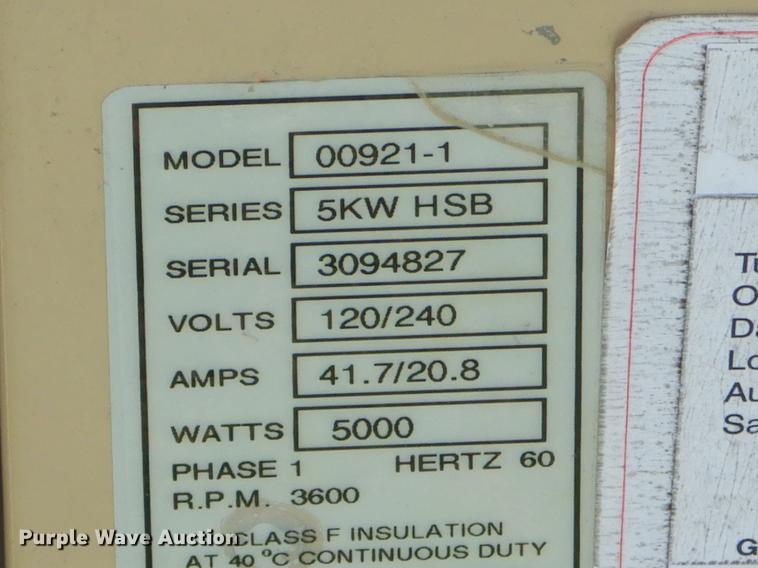 MODEL 00921-1
SERIES 5KW HSB
SERIAL 3094827
VOLTS 120/240
AMPS 41.7/20.8
WATTS 5000
PHASE 1 HERTZ 60
R.P.M. 3600
CLASS F INSULATION
AT 40 °C CONTINUOUS DUTY
Purple Wave Auction